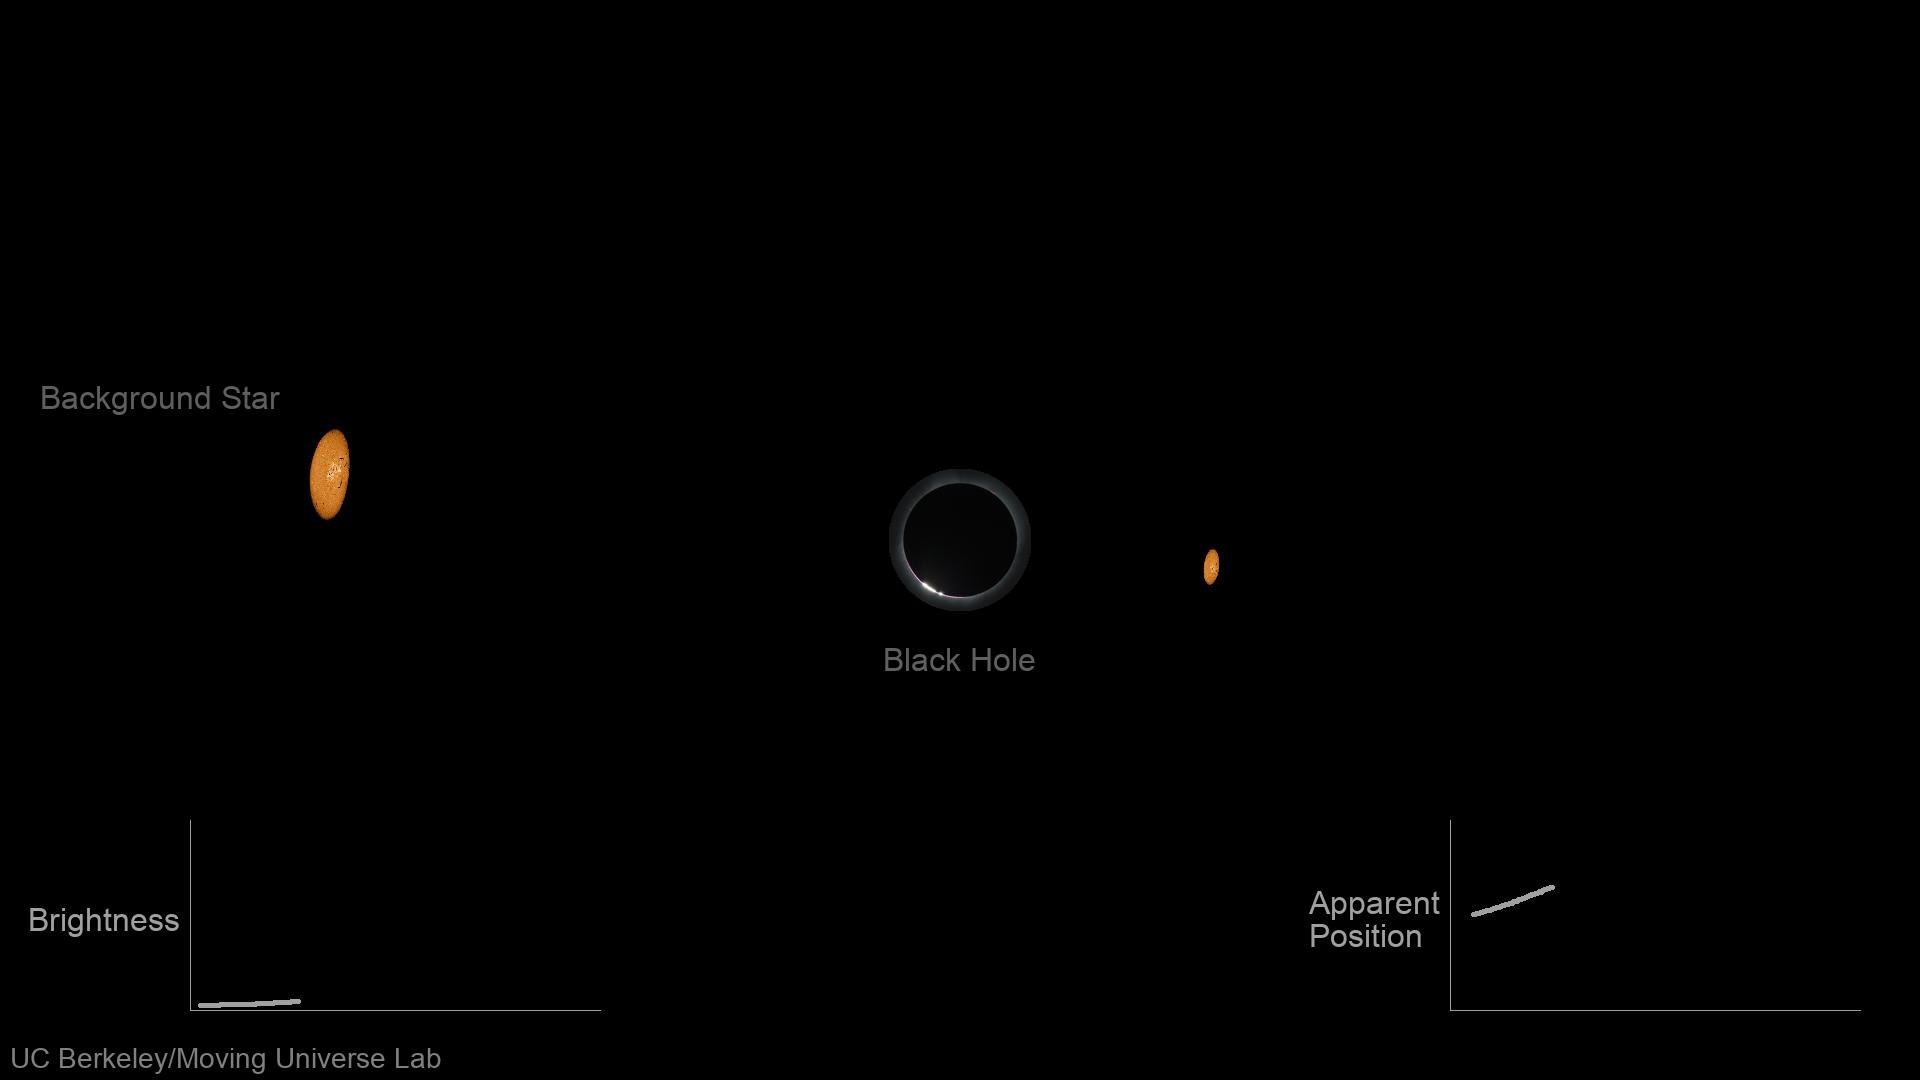 Background Star
Black Hole
Brightness
Apparent
Position
UC Berkeley/Moving Universe Lab